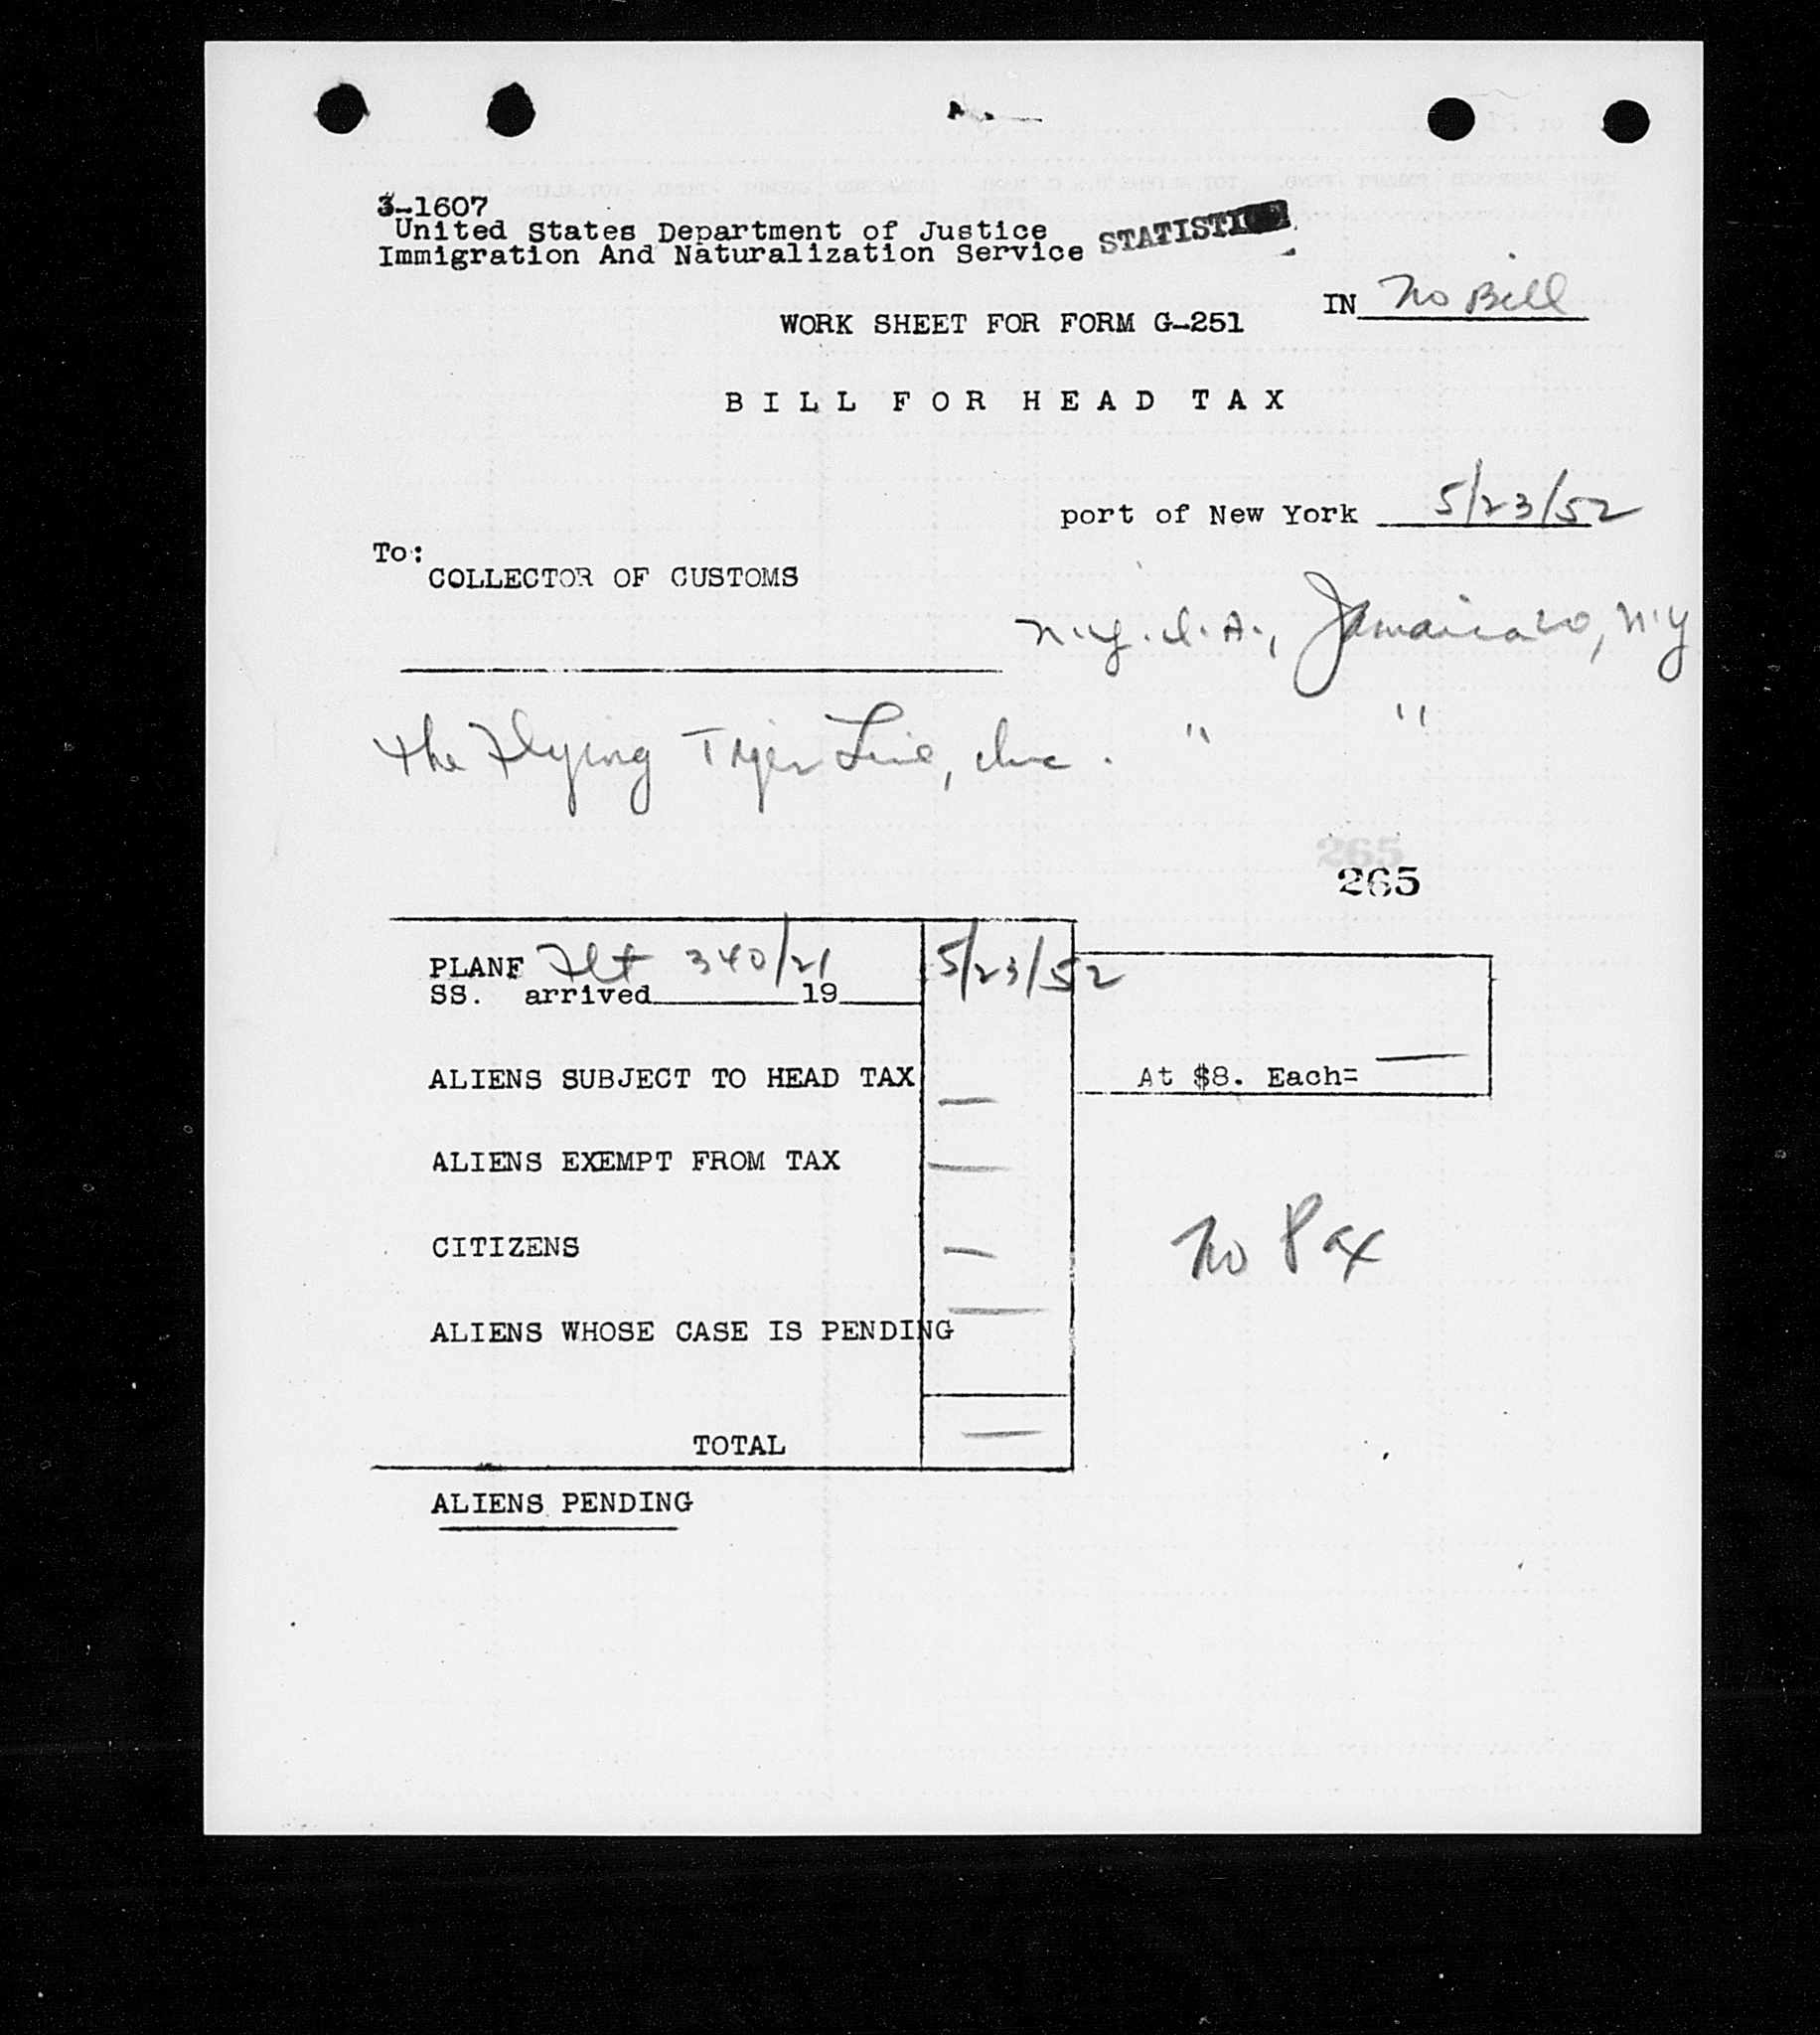 3-1607
United States Department of Justice
Immigration And Naturalization Service
IN No Bill
WORK SHEET FOR FORM G-251
BILL FOR HEAD TAX
port of New York 5/23/52
To:
COLLECTOR OF CUSTOMS
N.Y.I.A., Jamaica 20, N.Y
The Flying Tiger Line, Inc. " "
265
265
PLANE Flt 340/21 5/23/52
SS. arrived 19
ALIENS SUBJECT TO HEAD TAX — At $8. Each= —
ALIENS EXEMPT FROM TAX —
CITIZENS — No Pax
ALIENS WHOSE CASE IS PENDING —
TOTAL —
ALIENS PENDING